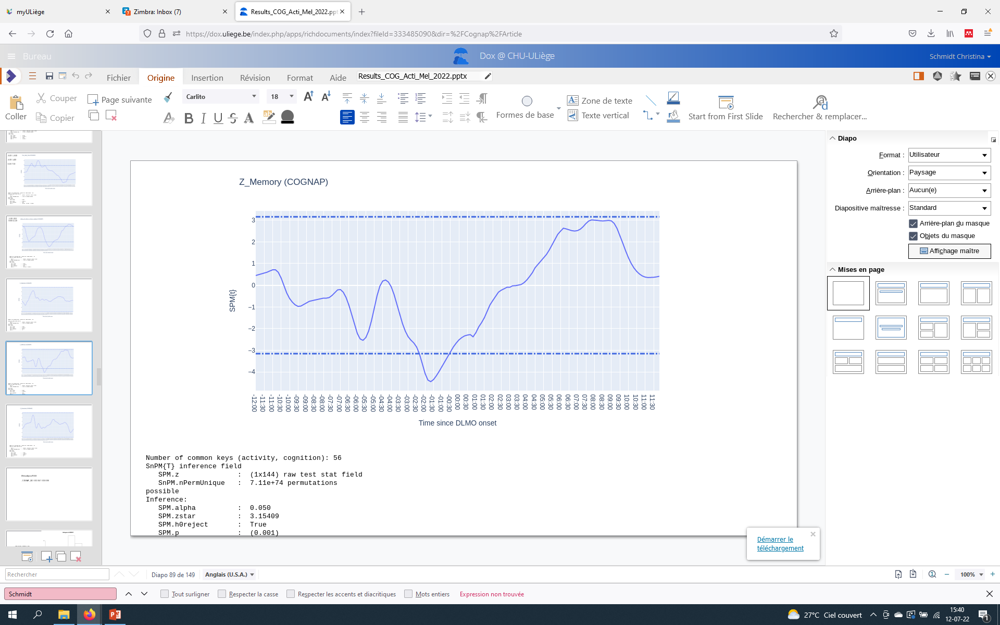 myULiège
Zimbra: Inbox (7)
Results_COG_Acti_Mel_2022.ppt
https://dox.uliege.be/index.php/apps/richdocuments/index?fileId=333485090&dir=%2FCognap%2FArticle
Bureau
Dox @ CHU-ULiège
Schmidt Christina
Fichier
Origine
Insertion
Révision
Format
Aide
Results_COG_Acti_Mel_2022.pptx
Coller
Couper
Copier
Page suivante
Carlito
18
Formes de base
Zone de texte
Texte vertical
Start from First Slide
Rechercher & remplacer...
Z_Memory (COGNAP)
3
2
1
0
−1
−2
−3
−4
SPM{t}
-12:00 -11:30 -11:00 -10:30 -10:00 -09:30 -09:00 -08:30 -08:00 -07:30 -07:00 -06:30 -06:00 -05:30 -05:00 -04:30 -04:00 -03:30 -03:00 -02:30 -02:00 -01:30 -01:00 -00:30 00:00 00:30 01:00 01:30 02:00 02:30 03:00 03:30 04:00 04:30 05:00 05:30 06:00 06:30 07:00 07:30 08:00 08:30 09:00 09:30 10:00 10:30 11:00 11:30
Time since DLMO onset
Number of common keys (activity, cognition): 56
SnPM{T} inference field
SPM.z : (1x144) raw test stat field
SnPM.nPermUnique : 7.11e+74 permutations
possible
Inference:
SPM.alpha : 0.050
SPM.zstar : 3.15409
SPM.h0reject : True
SPM.p : (0.001)
Diapo
Format : Utilisateur
Orientation : Paysage
Arrière-plan : Aucun(e)
Diapositive maîtresse : Standard
Arrière-plan du masque
Objets du masque
Affichage maître
Mises en page
Démarrer le
téléchargement
Rechercher
Diapo 89 de 149
Anglais (U.S.A.)
100%
Schmidt
Tout surligner
Respecter la casse
Respecter les accents et diacritiques
Mots entiers
Expression non trouvée
27°C Ciel couvert
15:40
12-07-22
1